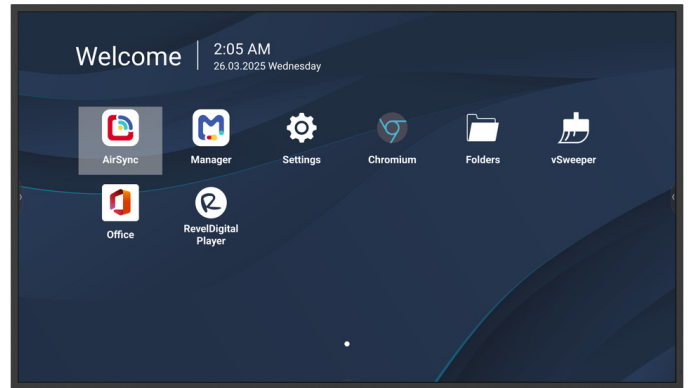 Welcome
2:05 AM
26.03.2025 Wednesday
AirSync
Manager
Settings
Chromium
Folders
vSweeper
Office
RevelDigital
Player